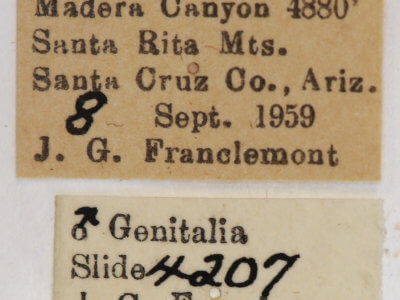 Madera Canyon 4880'
Santa Rita Mts.
Santa Cruz Co., Ariz.
8 Sept. 1959
J. G. Franclemont
♂ Genitalia
Slide 4207